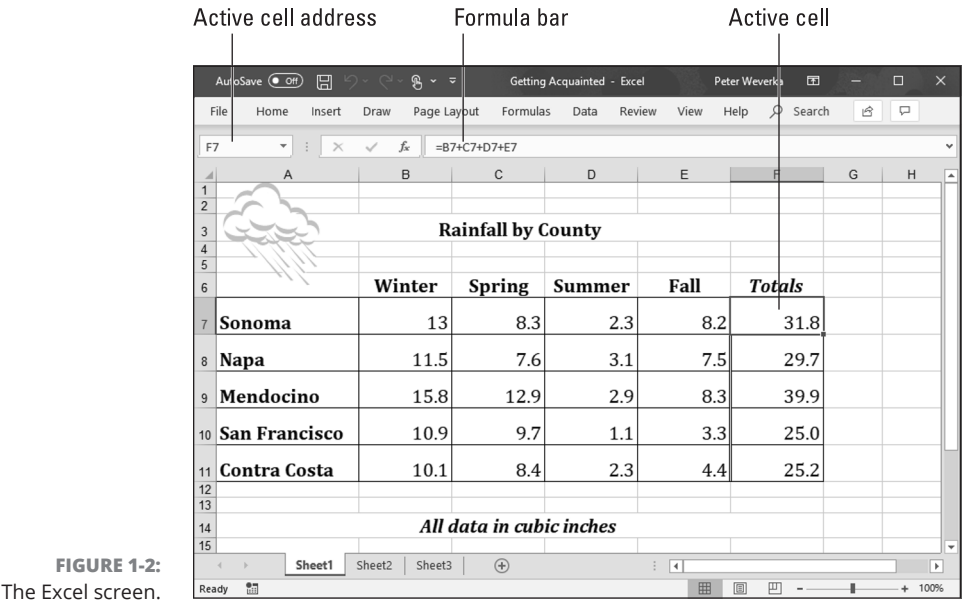 Active cell address Formula bar Active cell
AutoSave Off Getting Acquainted - Excel Peter Weverka
File Home Insert Draw Page Layout Formulas Data Review View Help Search
F7 fx =B7+C7+D7+E7
A B C D E F G H
1
2
3 Rainfall by County
4
5
6 Winter Spring Summer Fall Totals
7 Sonoma 13 8.3 2.3 8.2 31.8
8 Napa 11.5 7.6 3.1 7.5 29.7
9 Mendocino 15.8 12.9 2.9 8.3 39.9
10 San Francisco 10.9 9.7 1.1 3.3 25.0
11 Contra Costa 10.1 8.4 2.3 4.4 25.2
12
13
14 All data in cubic inches
15
Sheet1 Sheet2 Sheet3
Ready 100%
FIGURE 1-2:
The Excel screen.